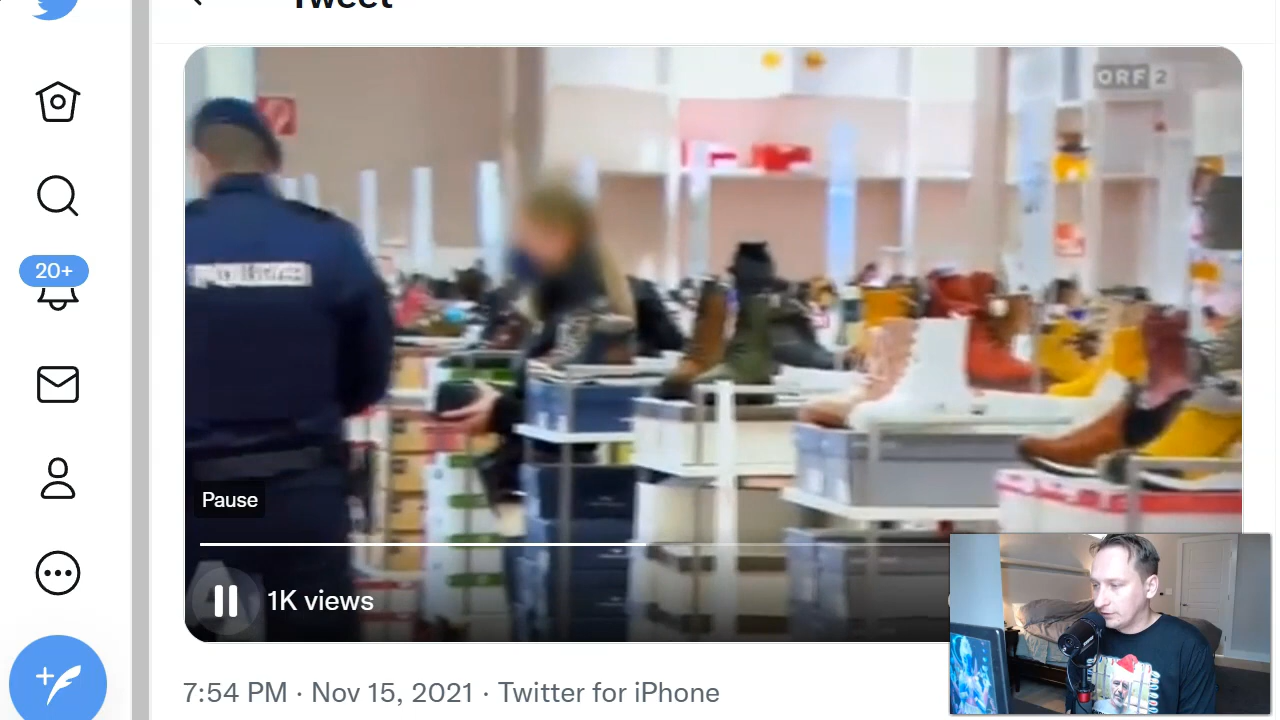 Tweet
ORF 2
20+
Pause
1K views
7:54 PM · Nov 15, 2021 · Twitter for iPhone